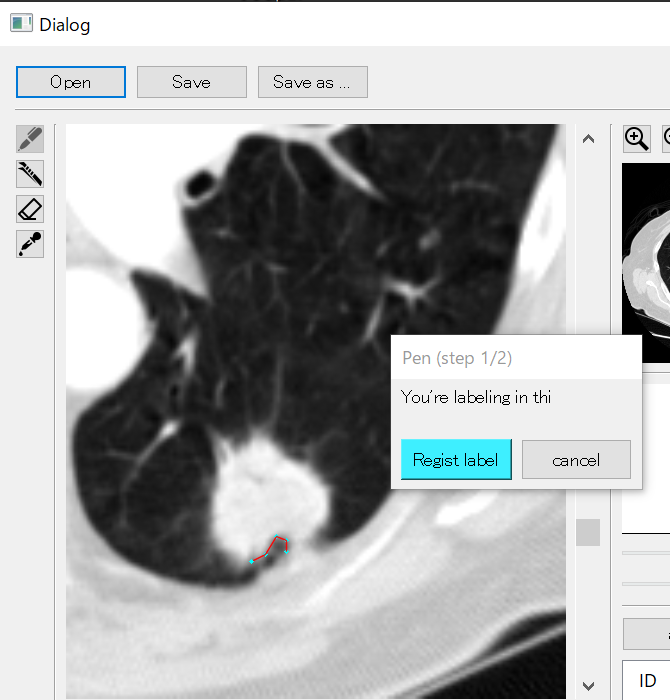 Dialog
Open
Save
Save as ...
Pen (step 1/2)
You're labeling in thi
Regist label
cancel
ID